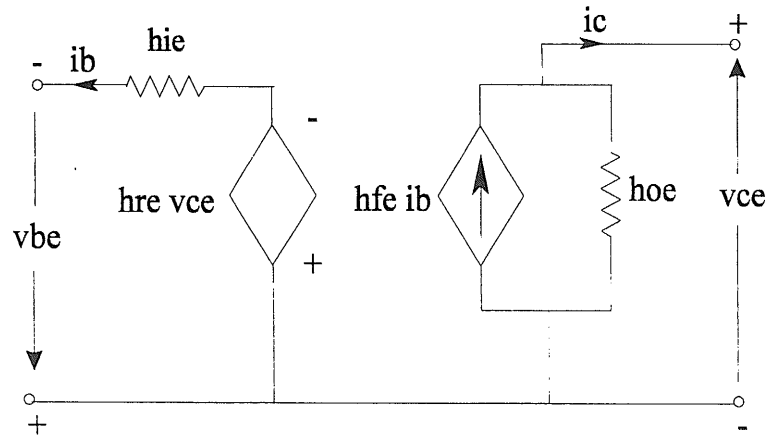 ic
+
hie
ib
-
-
hre vce
hfe ib
hoe
vce
vbe
+
+
-